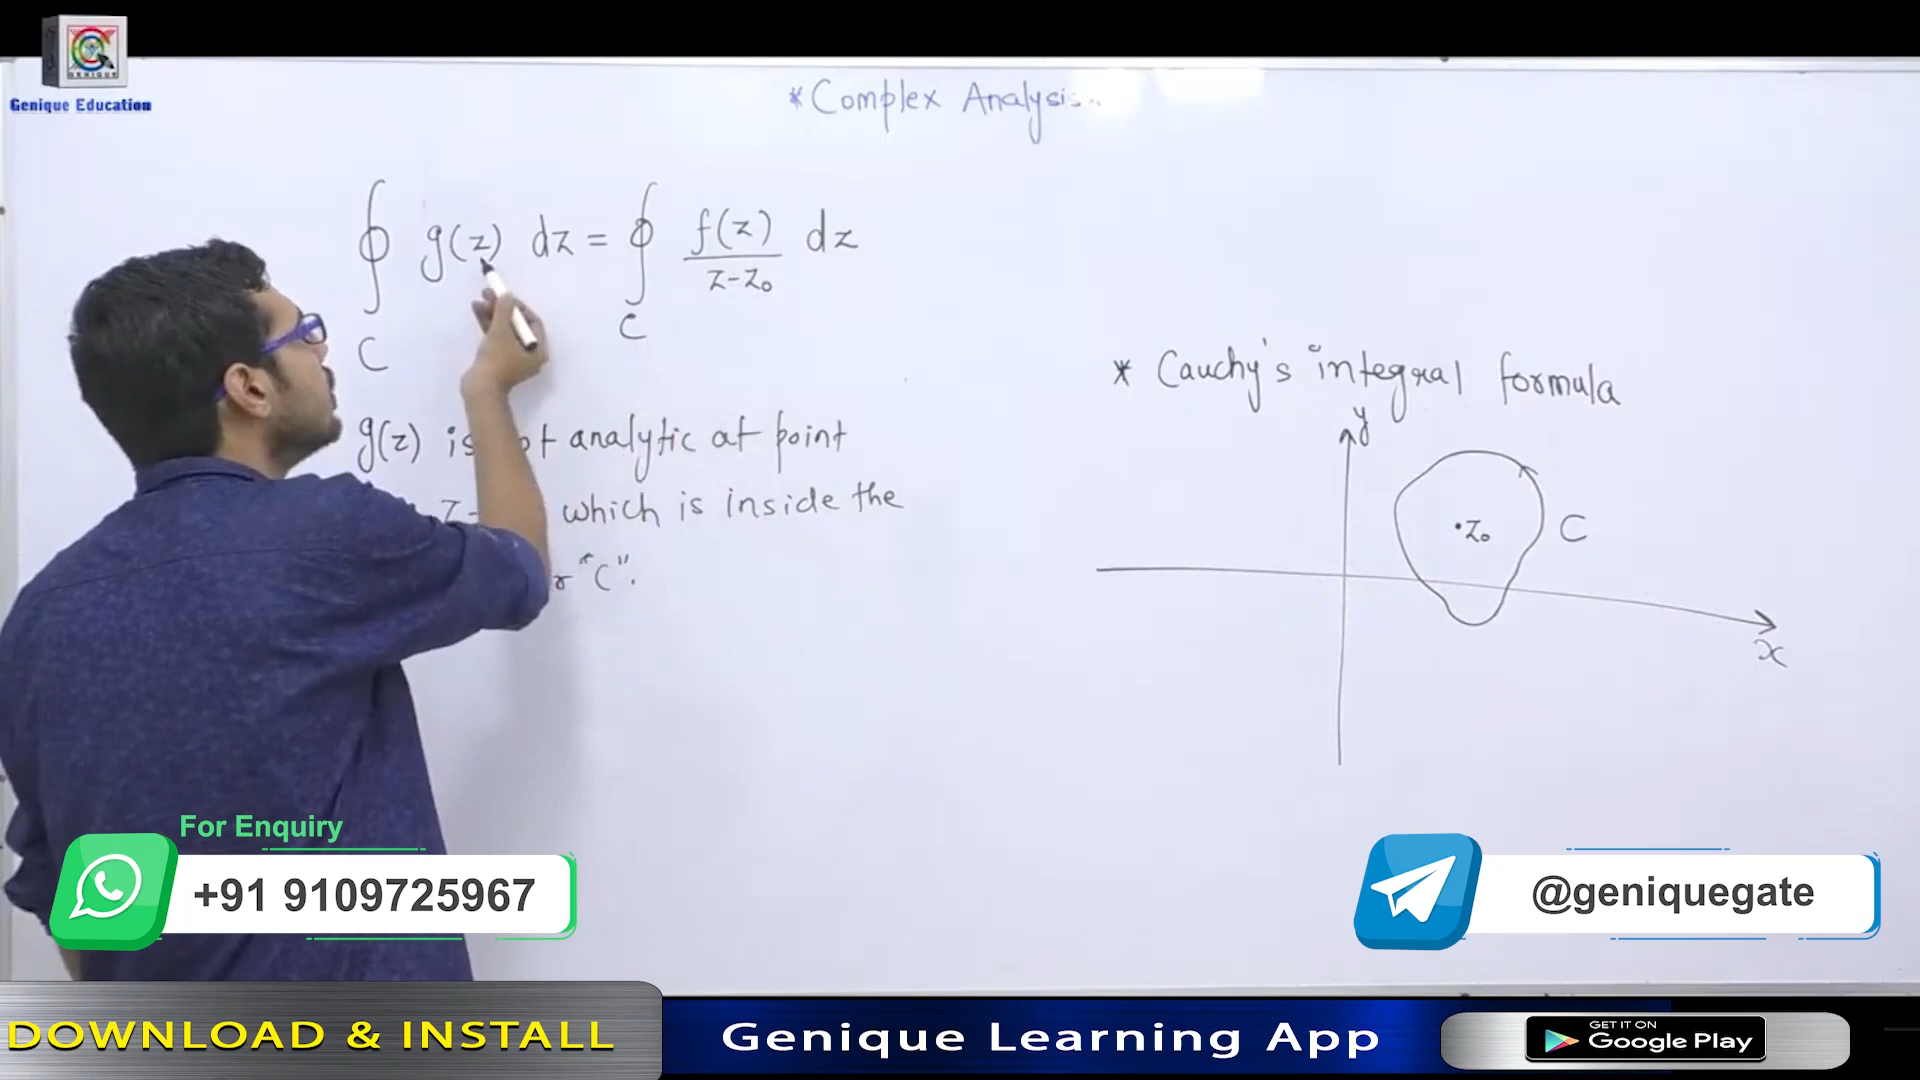 GENIQUE
Genique Education
*Complex Analysis..
∮ g(z) dz = ∮ f(z)/(z-z₀) dz
C C
g(z) is analytic at point
which is inside the
"C".
* Cauchy's integral formula
y
.z₀ C
x
For Enquiry
+91 9109725967
@geniquegate
DOWNLOAD & INSTALL
Genique Learning App
GET IT ON
Google Play